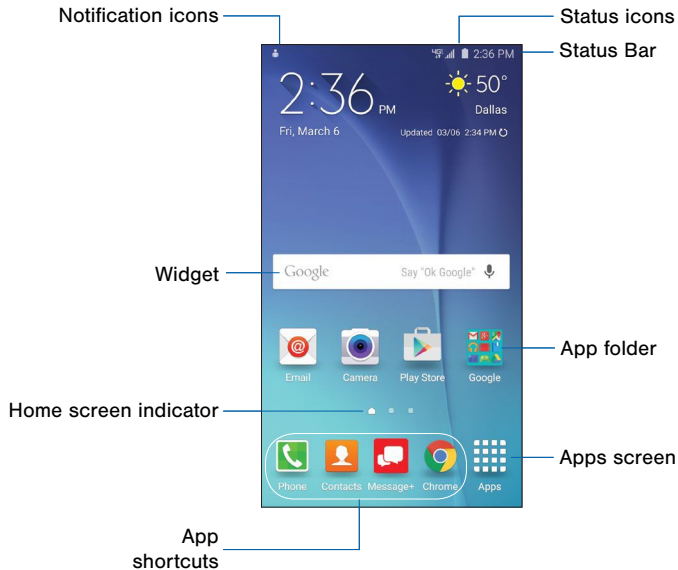 Notification icons
Status icons
4G LTE 2:36 PM
Status Bar
2:36 PM
50°
Dallas
Fri, March 6
Updated 03/06 2:34 PM
Widget
Google
Say "Ok Google"
Email
Camera
Play Store
Google
App folder
Home screen indicator
Phone
Contacts
Message+
Chrome
Apps
Apps screen
App
shortcuts